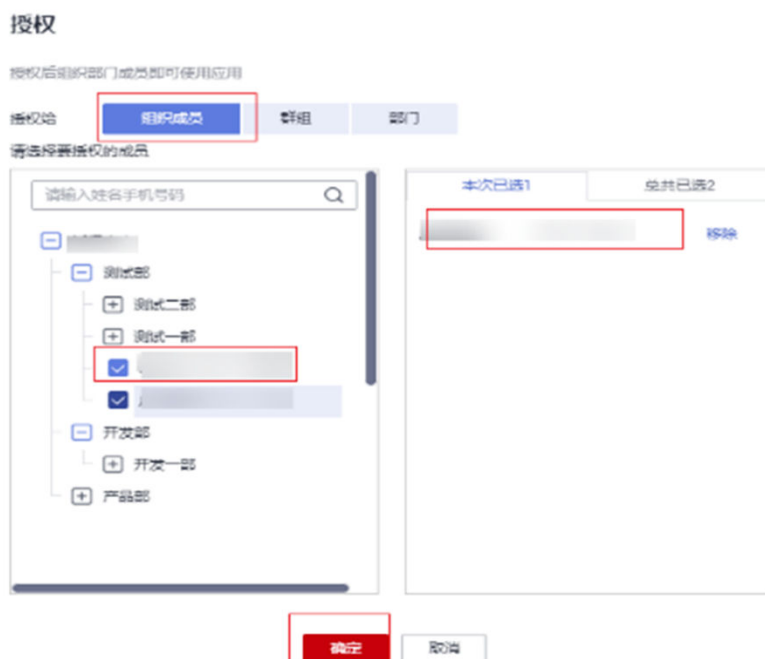 授权
授权后组织部门成员即可使用应用
授权给 组织成员 群组 部门
请选择要授权的成员
请输入姓名手机号码
本次已选1 总共已选2
移除
测试部
测试二部
测试一部
开发部
开发一部
产品部
确定 取消